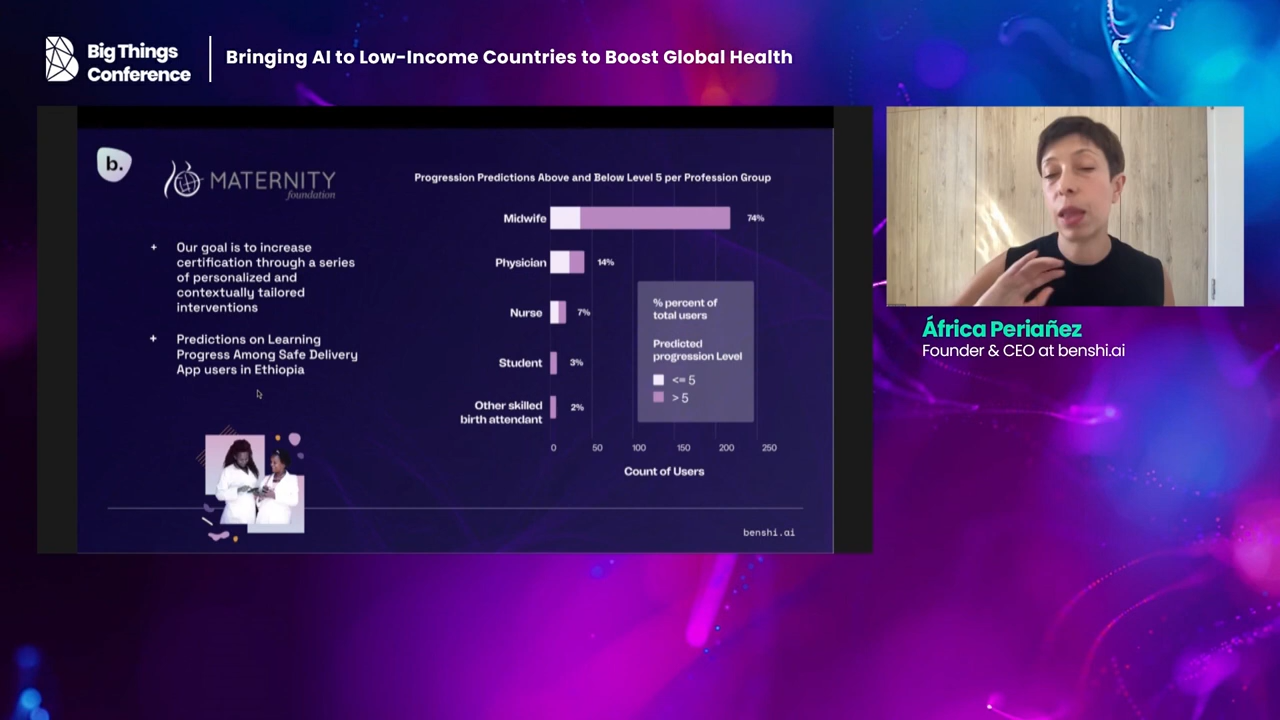 Big Things
Conference
Bringing AI to Low-Income Countries to Boost Global Health
b.
MATERNITY
foundation
+ Our goal is to increase
certification through a series
of personalized and
contextually tailored
interventions
+ Predictions on Learning
Progress Among Safe Delivery
App users in Ethiopia
Progression Predictions Above and Below Level 5 per Profession Group
Midwife 74%
Physician 14%
Nurse 7%
Student 3%
Other skilled
birth attendant 2%
% percent of
total users
Predicted
progression Level
<= 5
> 5
0 50 100 150 200 250
Count of Users
benshi.ai
África Periañez
Founder & CEO at benshi.ai